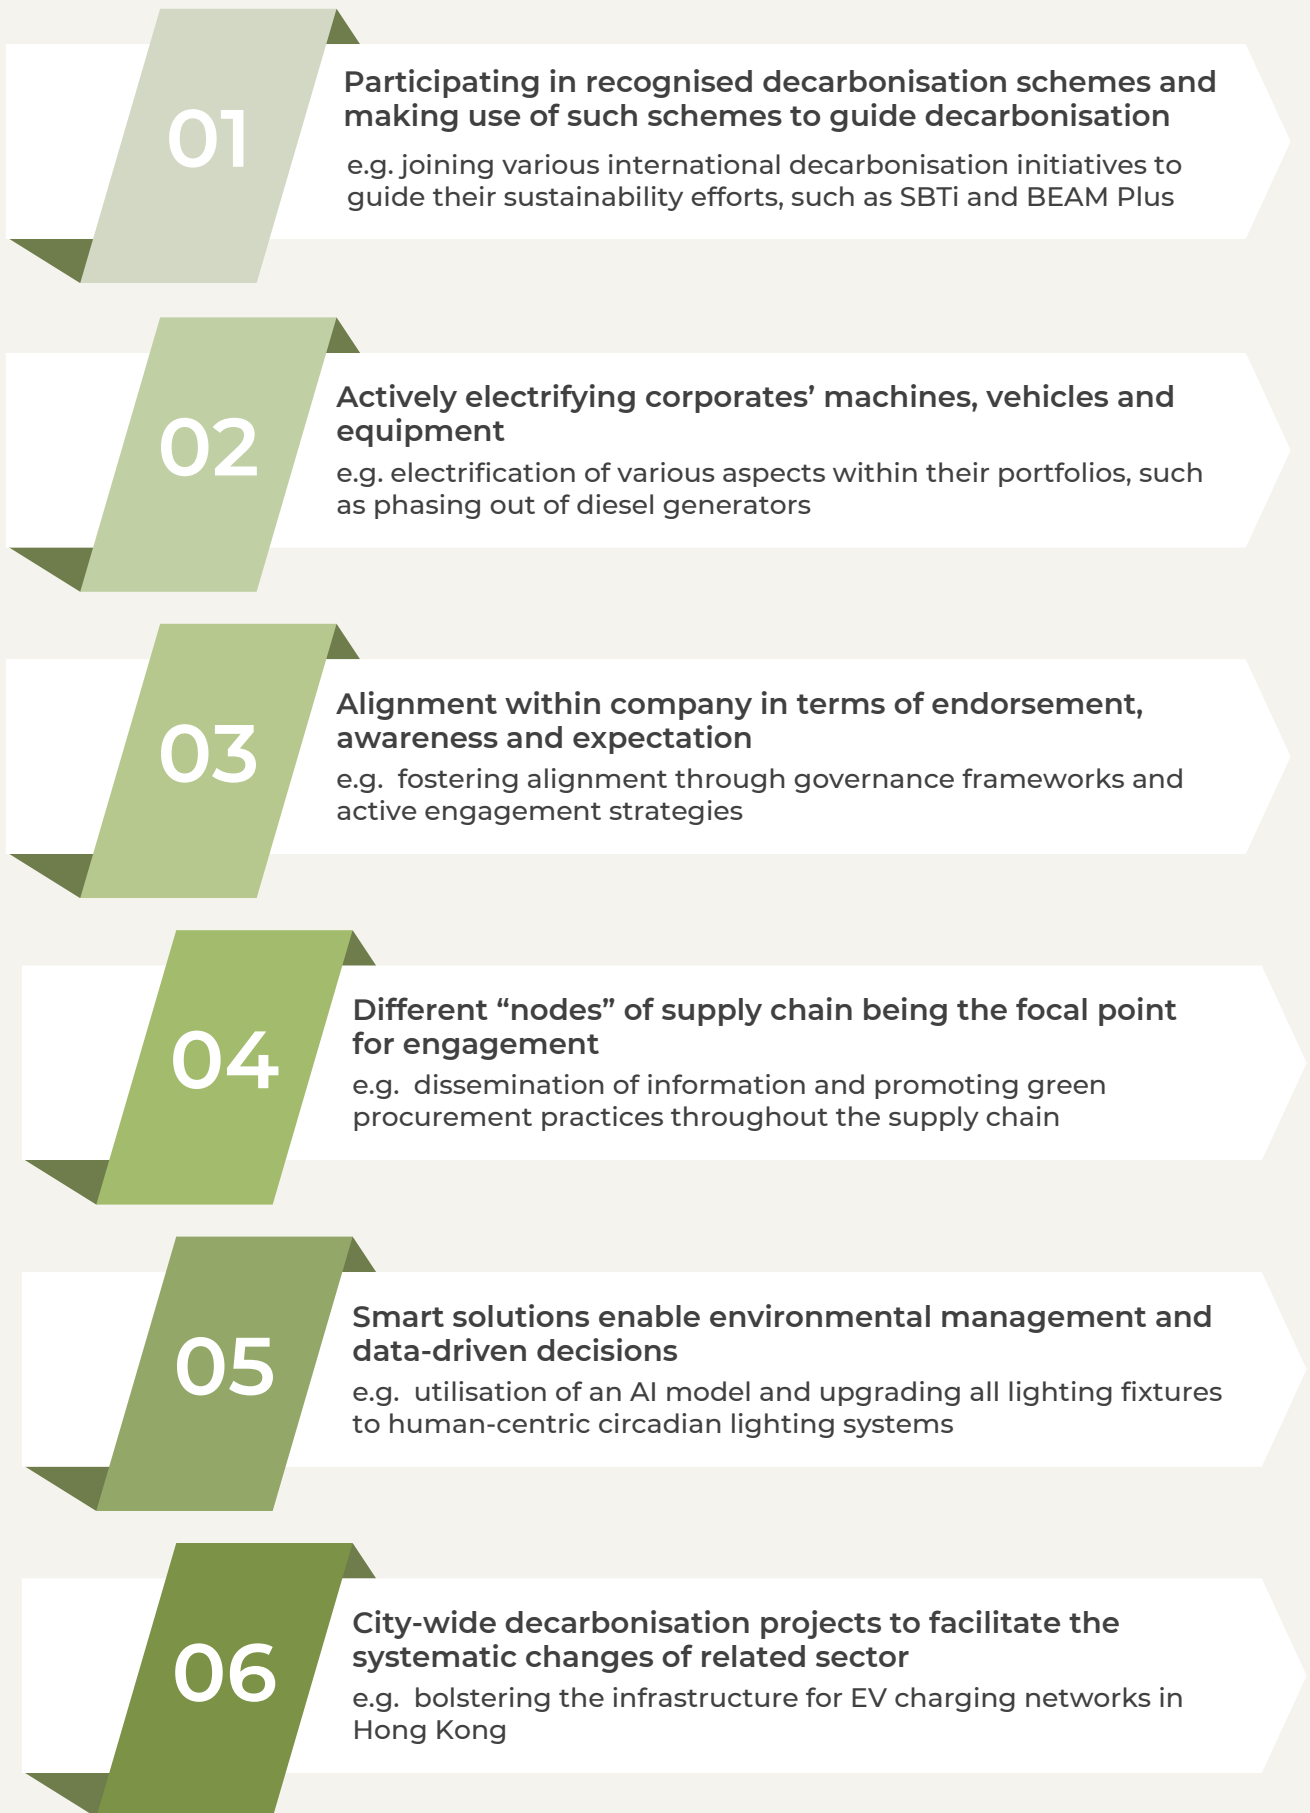 01
Participating in recognised decarbonisation schemes and
making use of such schemes to guide decarbonisation
e.g. joining various international decarbonisation initiatives to
guide their sustainability efforts, such as SBTi and BEAM Plus
02
Actively electrifying corporates’ machines, vehicles and
equipment
e.g. electrification of various aspects within their portfolios, such
as phasing out of diesel generators
03
Alignment within company in terms of endorsement,
awareness and expectation
e.g. fostering alignment through governance frameworks and
active engagement strategies
04
Different “nodes” of supply chain being the focal point
for engagement
e.g. dissemination of information and promoting green
procurement practices throughout the supply chain
05
Smart solutions enable environmental management and
data-driven decisions
e.g. utilisation of an AI model and upgrading all lighting fixtures
to human-centric circadian lighting systems
06
City-wide decarbonisation projects to facilitate the
systematic changes of related sector
e.g. bolstering the infrastructure for EV charging networks in
Hong Kong